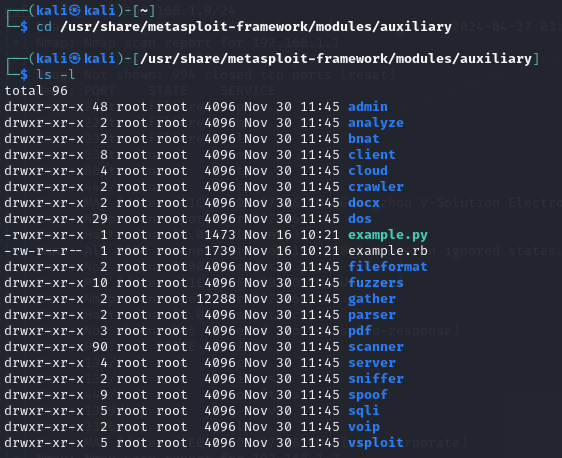 ┌──(kali㉿kali)-[~]
└─$ cd /usr/share/metasploit-framework/modules/auxiliary
┌──(kali㉿kali)-[/usr/share/metasploit-framework/modules/auxiliary]
└─$ ls -l
total 96
drwxr-xr-x 48 root root  4096 Nov 30 11:45 admin
drwxr-xr-x  2 root root  4096 Nov 30 11:45 analyze
drwxr-xr-x  2 root root  4096 Nov 30 11:45 bnat
drwxr-xr-x  8 root root  4096 Nov 30 11:45 client
drwxr-xr-x  4 root root  4096 Nov 30 11:45 cloud
drwxr-xr-x  2 root root  4096 Nov 30 11:45 crawler
drwxr-xr-x  2 root root  4096 Nov 30 11:45 docx
drwxr-xr-x 29 root root  4096 Nov 30 11:45 dos
-rwxr-xr-x  1 root root  1473 Nov 16 10:21 example.py
-rw-r--r--  1 root root  1739 Nov 16 10:21 example.rb
drwxr-xr-x  2 root root  4096 Nov 30 11:45 fileformat
drwxr-xr-x 10 root root  4096 Nov 30 11:45 fuzzers
drwxr-xr-x  2 root root 12288 Nov 30 11:45 gather
drwxr-xr-x  2 root root  4096 Nov 30 11:45 parser
drwxr-xr-x  3 root root  4096 Nov 30 11:45 pdf
drwxr-xr-x 90 root root  4096 Nov 30 11:45 scanner
drwxr-xr-x  4 root root  4096 Nov 30 11:45 server
drwxr-xr-x  2 root root  4096 Nov 30 11:45 sniffer
drwxr-xr-x  9 root root  4096 Nov 30 11:45 spoof
drwxr-xr-x  5 root root  4096 Nov 30 11:45 sqli
drwxr-xr-x  2 root root  4096 Nov 30 11:45 voip
drwxr-xr-x  5 root root  4096 Nov 30 11:45 vsploit